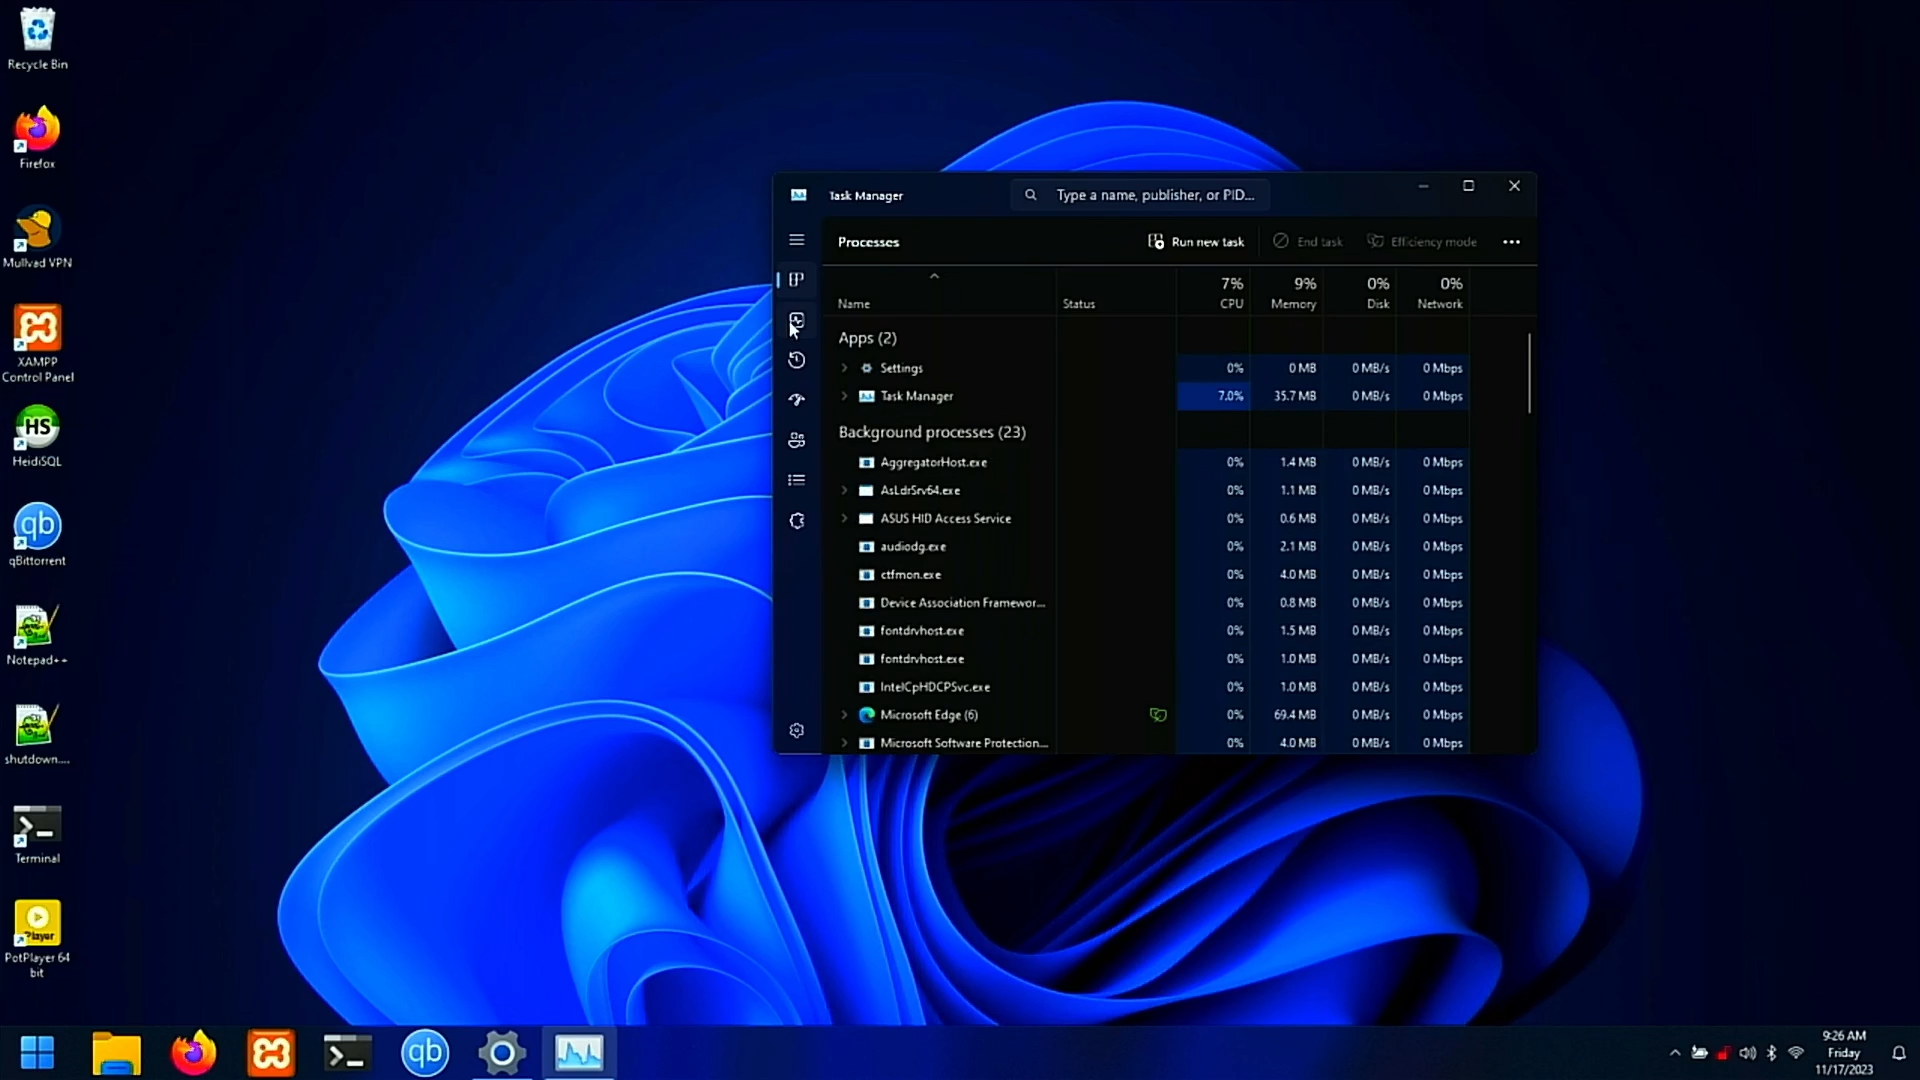 Recycle Bin
Firefox
Mullvad VPN
XAMPP
Control Panel
HS
HeidiSQL
qb
qBittorrent
Notepad++
shutdown....
Terminal
Player
PotPlayer 64
bit
Task Manager
Type a name, publisher, or PID...
Processes
Run new task
End task
Efficiency mode
7% 9% 0% 0%
Name Status CPU Memory Disk Network
Apps (2)
Settings 0% 0 MB 0 MB/s 0 Mbps
Task Manager 7.0% 35.7 MB 0 MB/s 0 Mbps
Background processes (23)
AggregatorHost.exe 0% 1.4 MB 0 MB/s 0 Mbps
AsLdrSrv64.exe 0% 1.1 MB 0 MB/s 0 Mbps
ASUS HID Access Service 0% 0.6 MB 0 MB/s 0 Mbps
audiodg.exe 0% 2.1 MB 0 MB/s 0 Mbps
ctfmon.exe 0% 4.0 MB 0 MB/s 0 Mbps
Device Association Framewor... 0% 0.8 MB 0 MB/s 0 Mbps
fontdrvhost.exe 0% 1.5 MB 0 MB/s 0 Mbps
fontdrvhost.exe 0% 1.0 MB 0 MB/s 0 Mbps
IntelCpHDCPSvc.exe 0% 1.0 MB 0 MB/s 0 Mbps
Microsoft Edge (6) 0% 69.4 MB 0 MB/s 0 Mbps
Microsoft Software Protection... 0% 4.0 MB 0 MB/s 0 Mbps
qb
9:26 AM
Friday
11/17/2023